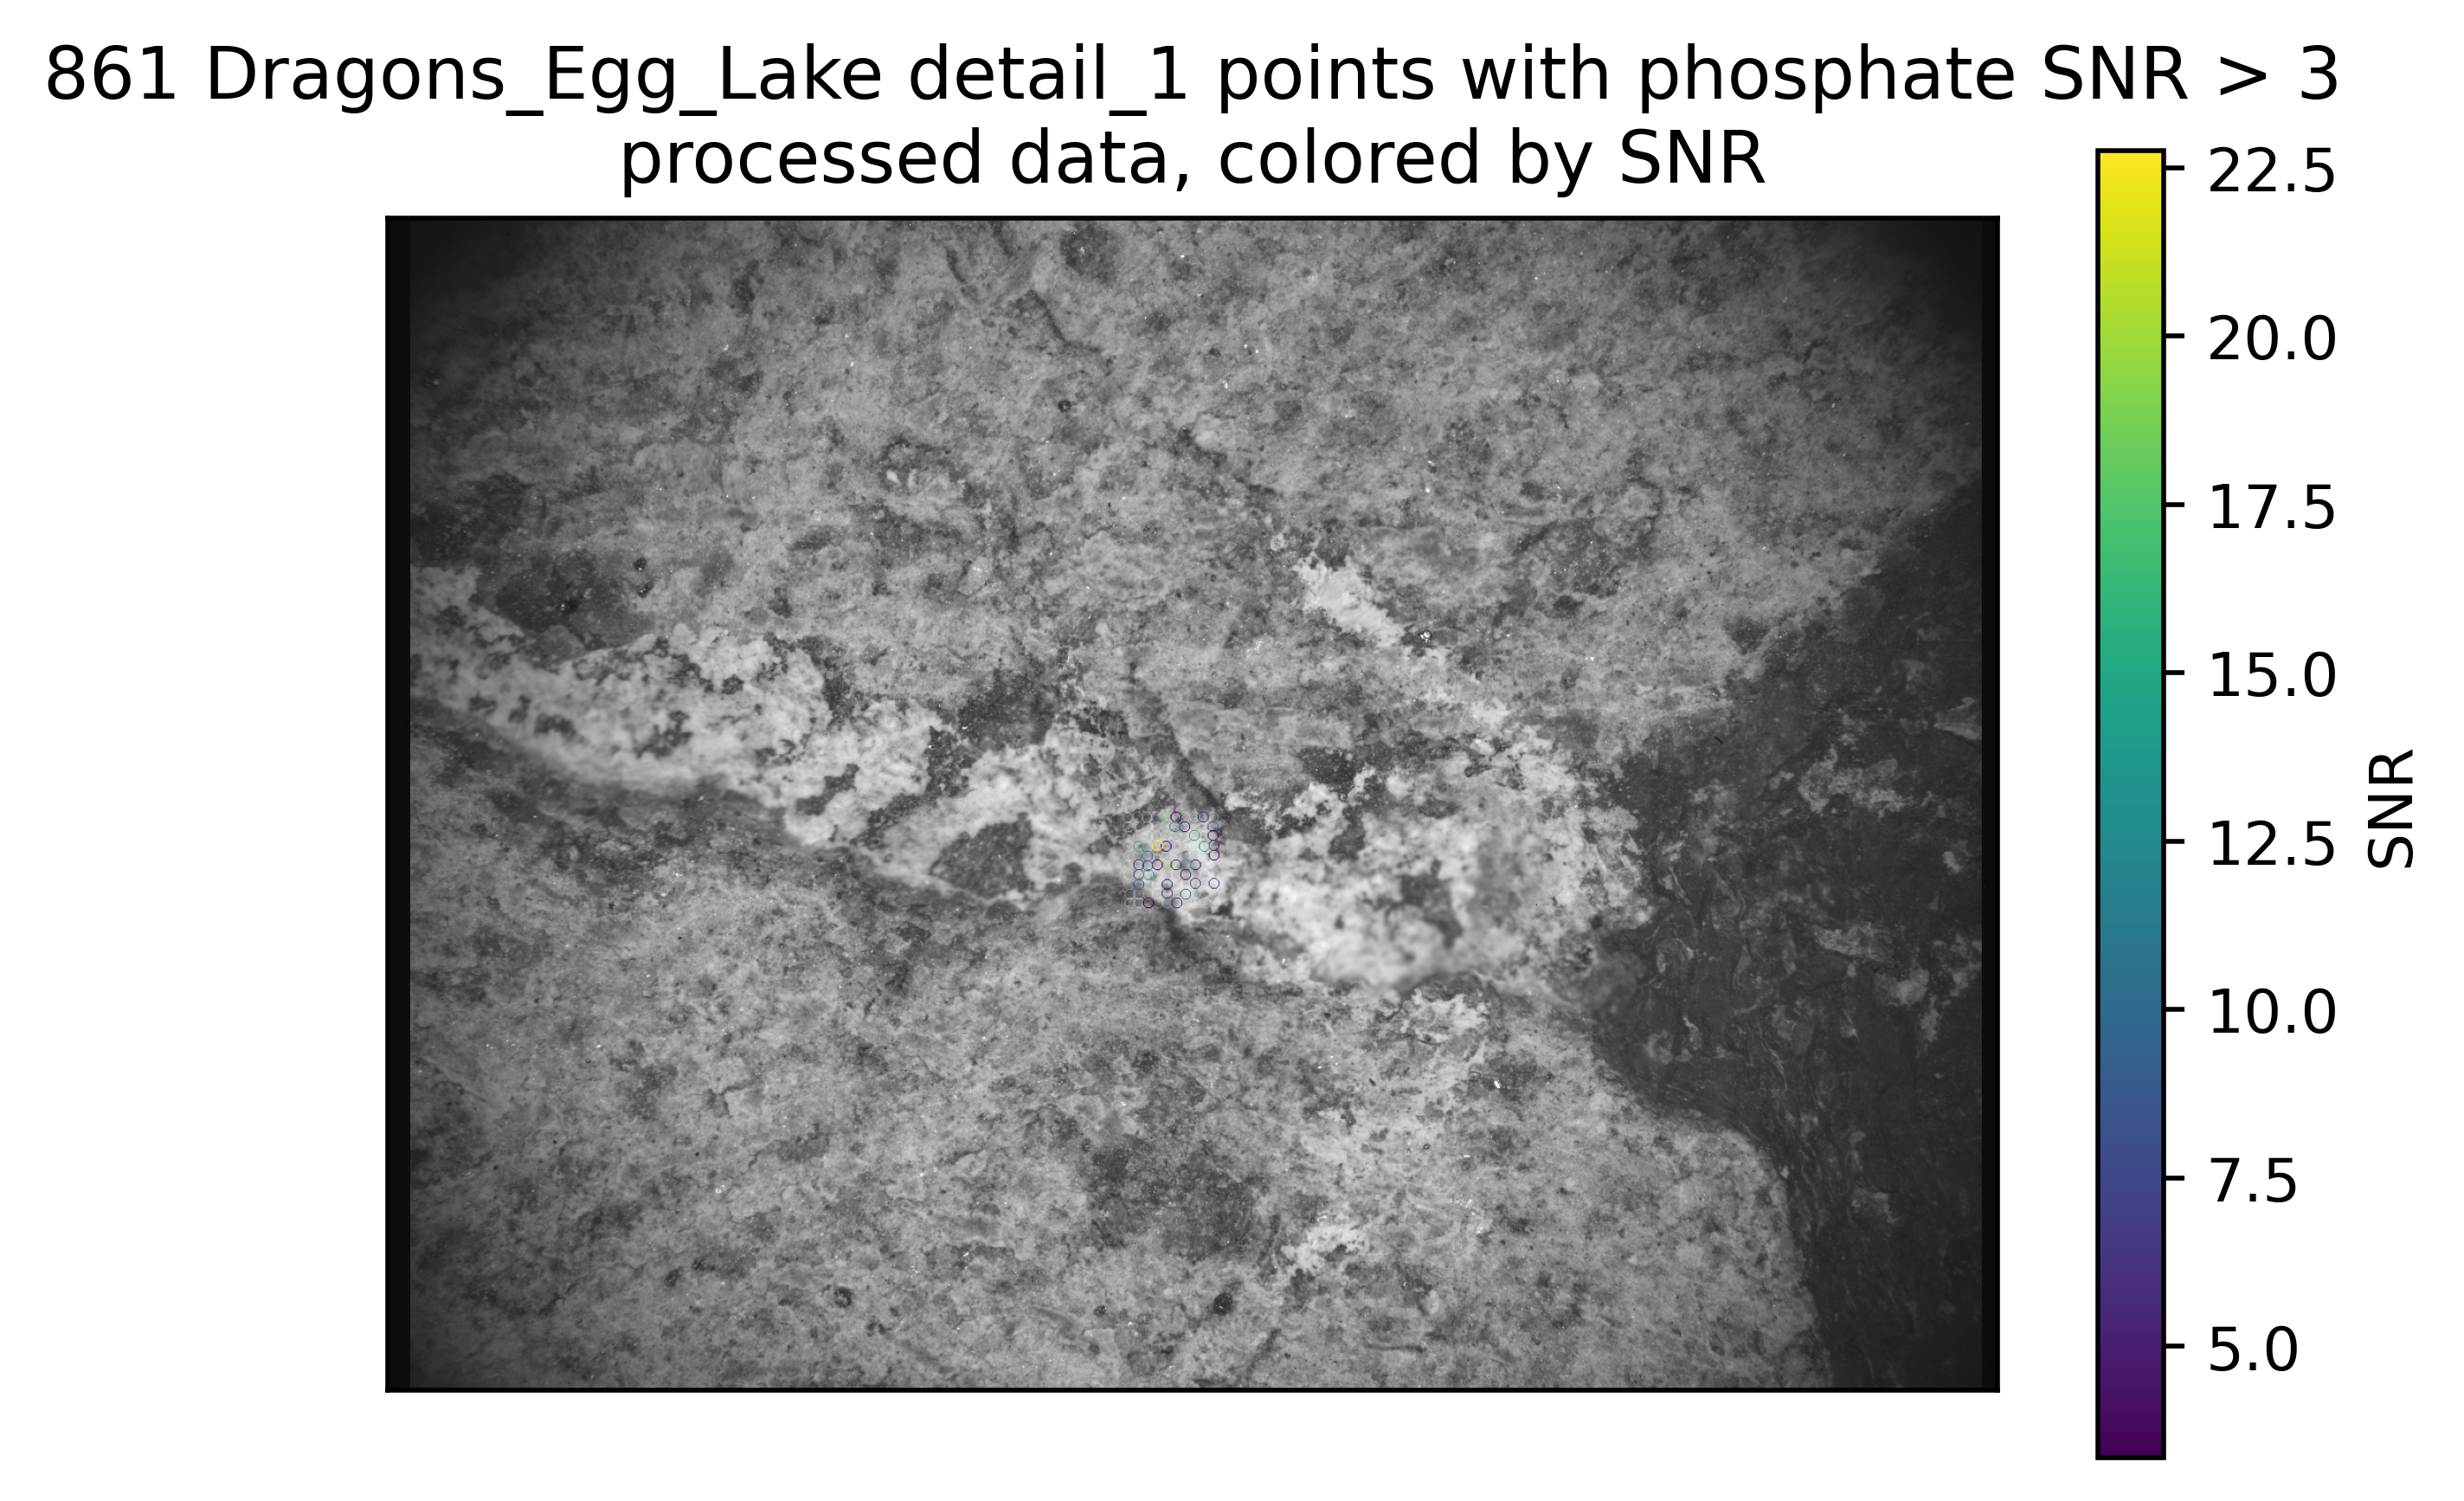 861 Dragons_Egg_Lake detail_1 points with phosphate SNR > 3
processed data, colored by SNR
22.5
20.0
17.5
15.0
12.5
10.0
7.5
5.0
SNR